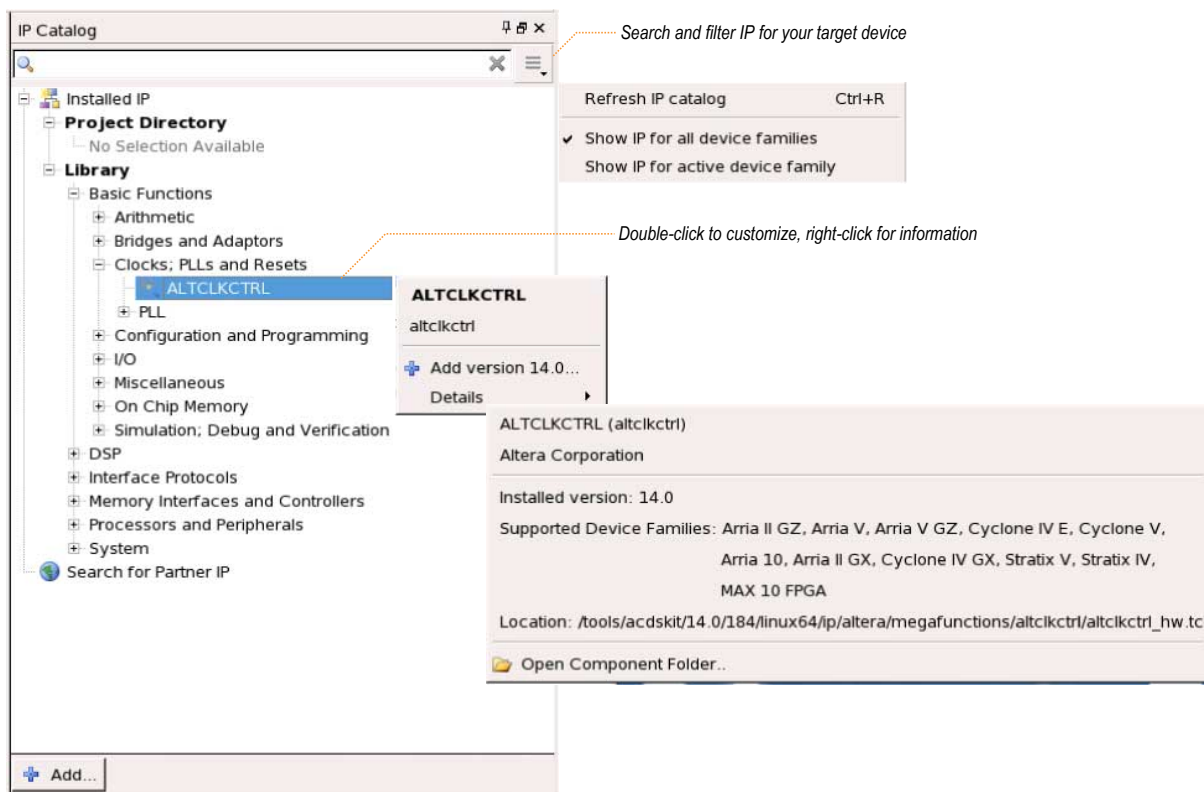 IP Catalog
Search and filter IP for your target device
Installed IP
Project Directory
No Selection Available
Library
Basic Functions
Arithmetic
Bridges and Adaptors
Clocks; PLLs and Resets
ALTCLKCTRL
PLL
Configuration and Programming
I/O
Miscellaneous
On Chip Memory
Simulation; Debug and Verification
DSP
Interface Protocols
Memory Interfaces and Controllers
Processors and Peripherals
System
Search for Partner IP
Add...
Refresh IP catalog Ctrl+R
Show IP for all device families
Show IP for active device family
Double-click to customize, right-click for information
ALTCLKCTRL
altclkctrl
Add version 14.0...
Details
ALTCLKCTRL (altclkctrl)
Altera Corporation
Installed version: 14.0
Supported Device Families: Arria II GZ, Arria V, Arria V GZ, Cyclone IV E, Cyclone V,
Arria 10, Arria II GX, Cyclone IV GX, Stratix V, Stratix IV,
MAX 10 FPGA
Location: /tools/acdskit/14.0/184/linux64/ip/altera/megafunctions/altclkctrl/altclkctrl_hw.tc
Open Component Folder..